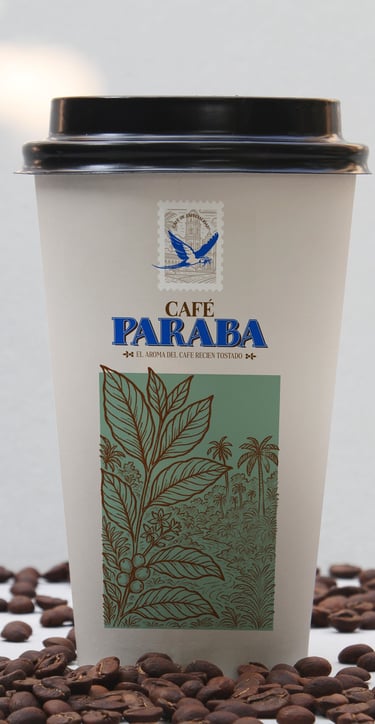 CAFÉ
PARABA
EL AROMA DEL CAFE RECIEN TOSTADO